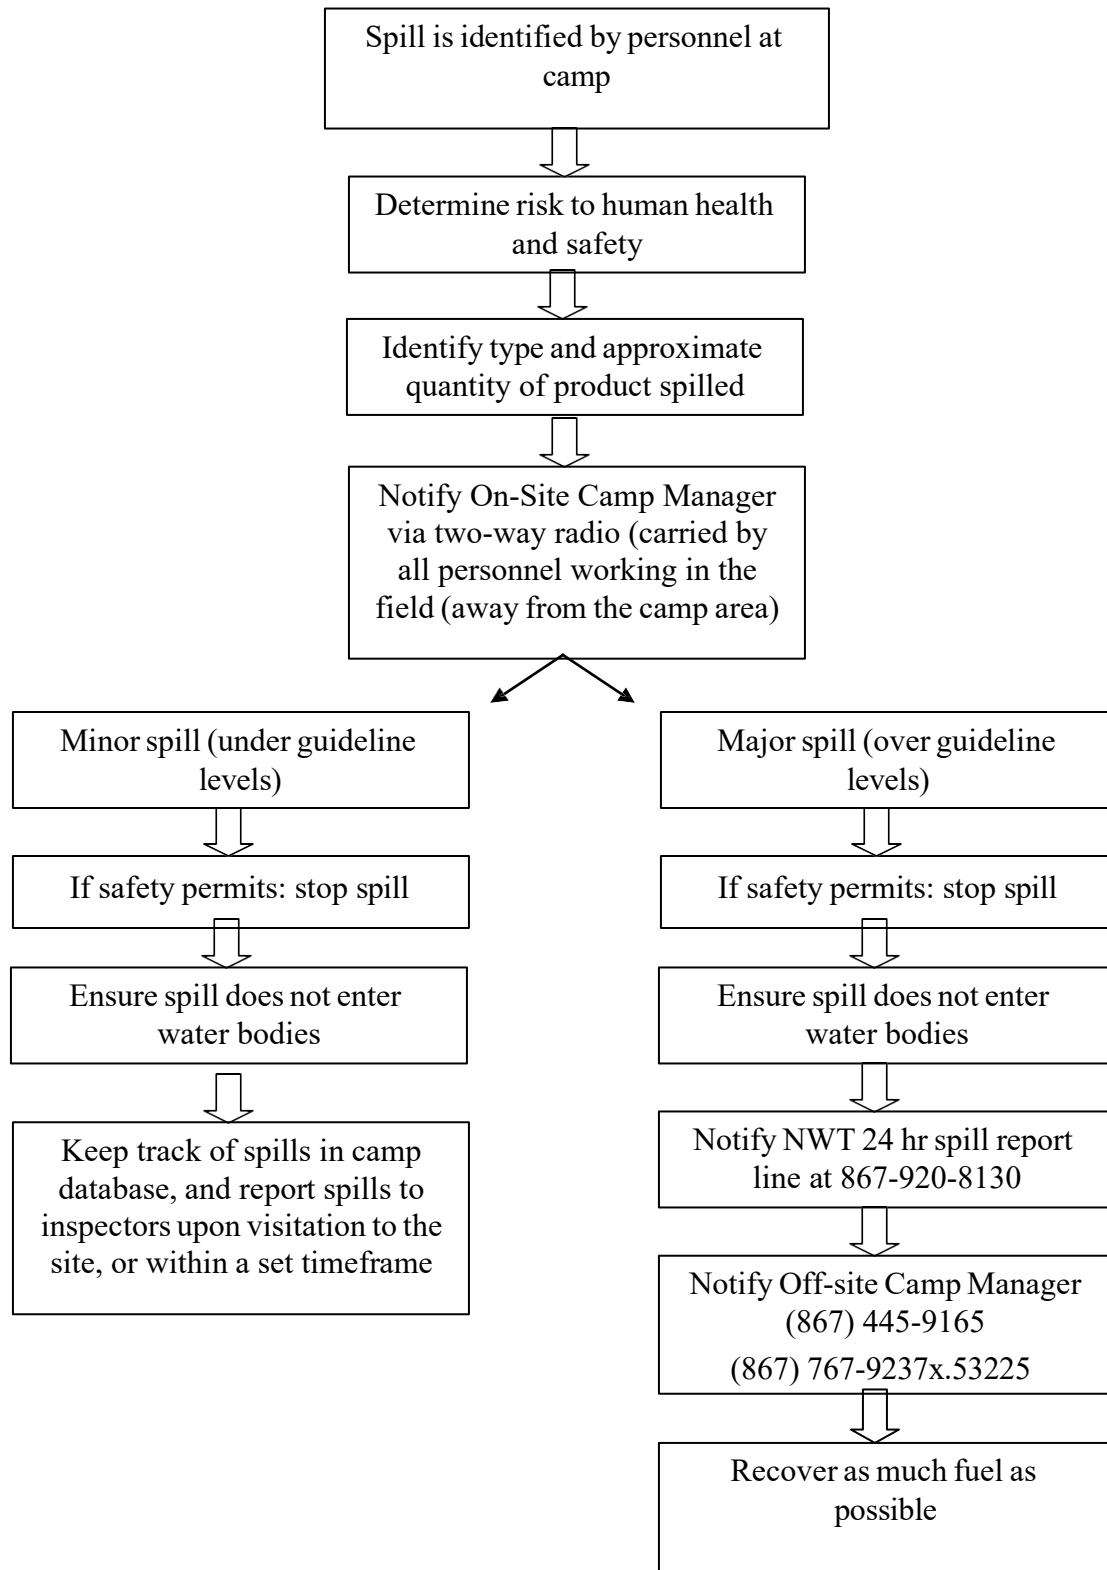 Spill is identified by personnel at
camp
Determine risk to human health
and safety
Identify type and approximate
quantity of product spilled
Notify On-Site Camp Manager
via two-way radio (carried by
all personnel working in the
field (away from the camp area)
Minor spill (under guideline
levels)
If safety permits: stop spill
Ensure spill does not enter
water bodies
Keep track of spills in camp
database, and report spills to
inspectors upon visitation to the
site, or within a set timeframe
Major spill (over guideline
levels)
If safety permits: stop spill
Ensure spill does not enter
water bodies
Notify NWT 24 hr spill report
line at 867-920-8130
Notify Off-site Camp Manager
(867) 445-9165
(867) 767-9237x.53225
Recover as much fuel as
possible